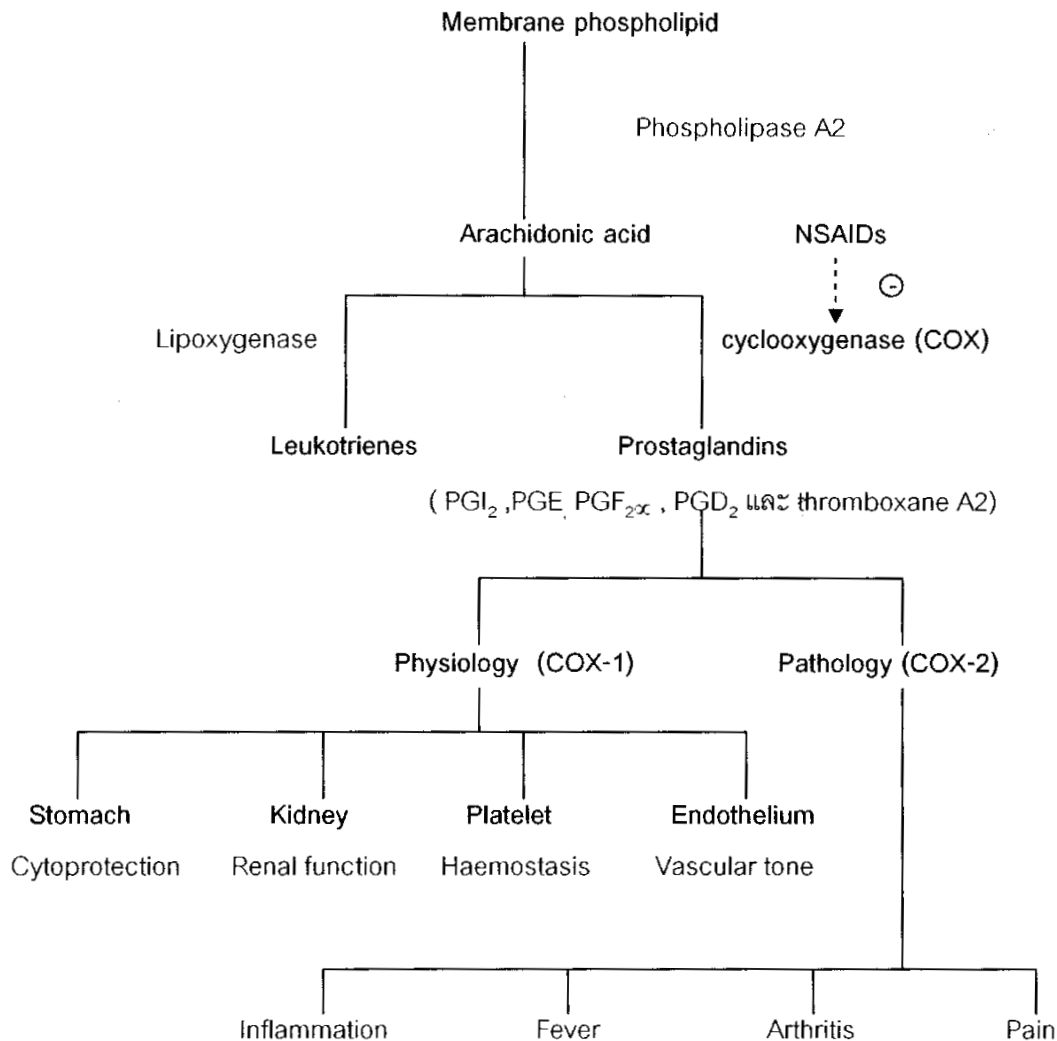 Membrane phospholipid
Phospholipase A2
Arachidonic acid
NSAIDs
-
Lipoxygenase
cyclooxygenase (COX)
Leukotrienes
Prostaglandins
( PGI₂ ,PGE, PGF₂α , PGD₂ และ thromboxane A2)
Physiology (COX-1)
Pathology (COX-2)
Stomach
Kidney
Platelet
Endothelium
Cytoprotection
Renal function
Haemostasis
Vascular tone
Inflammation
Fever
Arthritis
Pain